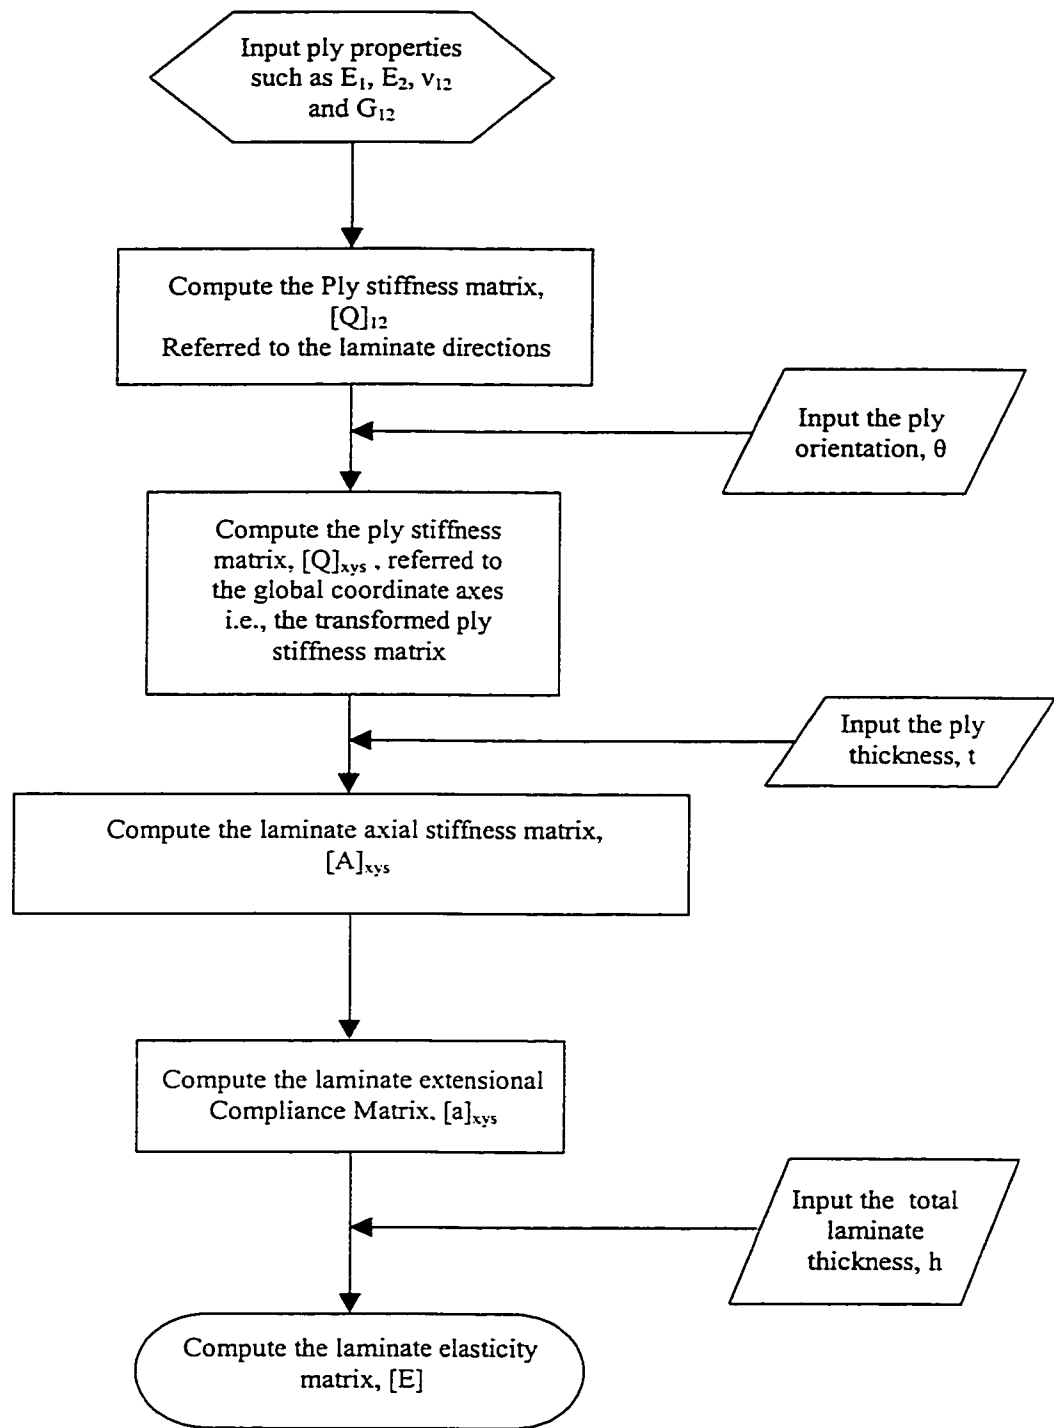 Input ply properties
such as E₁, E₂, ν₁₂
and G₁₂
Compute the Ply stiffness matrix,
[Q]₁₂
Referred to the laminate directions
Input the ply
orientation, θ
Compute the ply stiffness
matrix, [Q]xys , referred to
the global coordinate axes
i.e., the transformed ply
stiffness matrix
Input the ply
thickness, t
Compute the laminate axial stiffness matrix,
[A]xys
Compute the laminate extensional
Compliance Matrix, [a]xys
Input the total
laminate
thickness, h
Compute the laminate elasticity
matrix, [E]